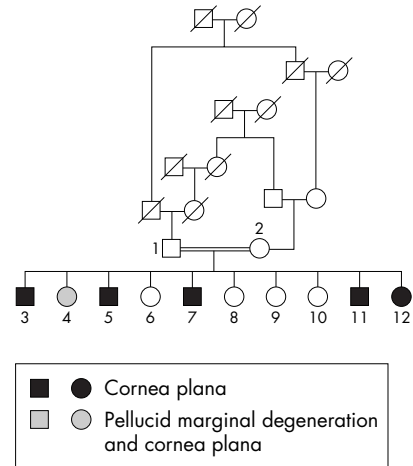 2
1
3 4 5 6 7 8 9 10 11 12
Cornea plana
Pellucid marginal degeneration
and cornea plana